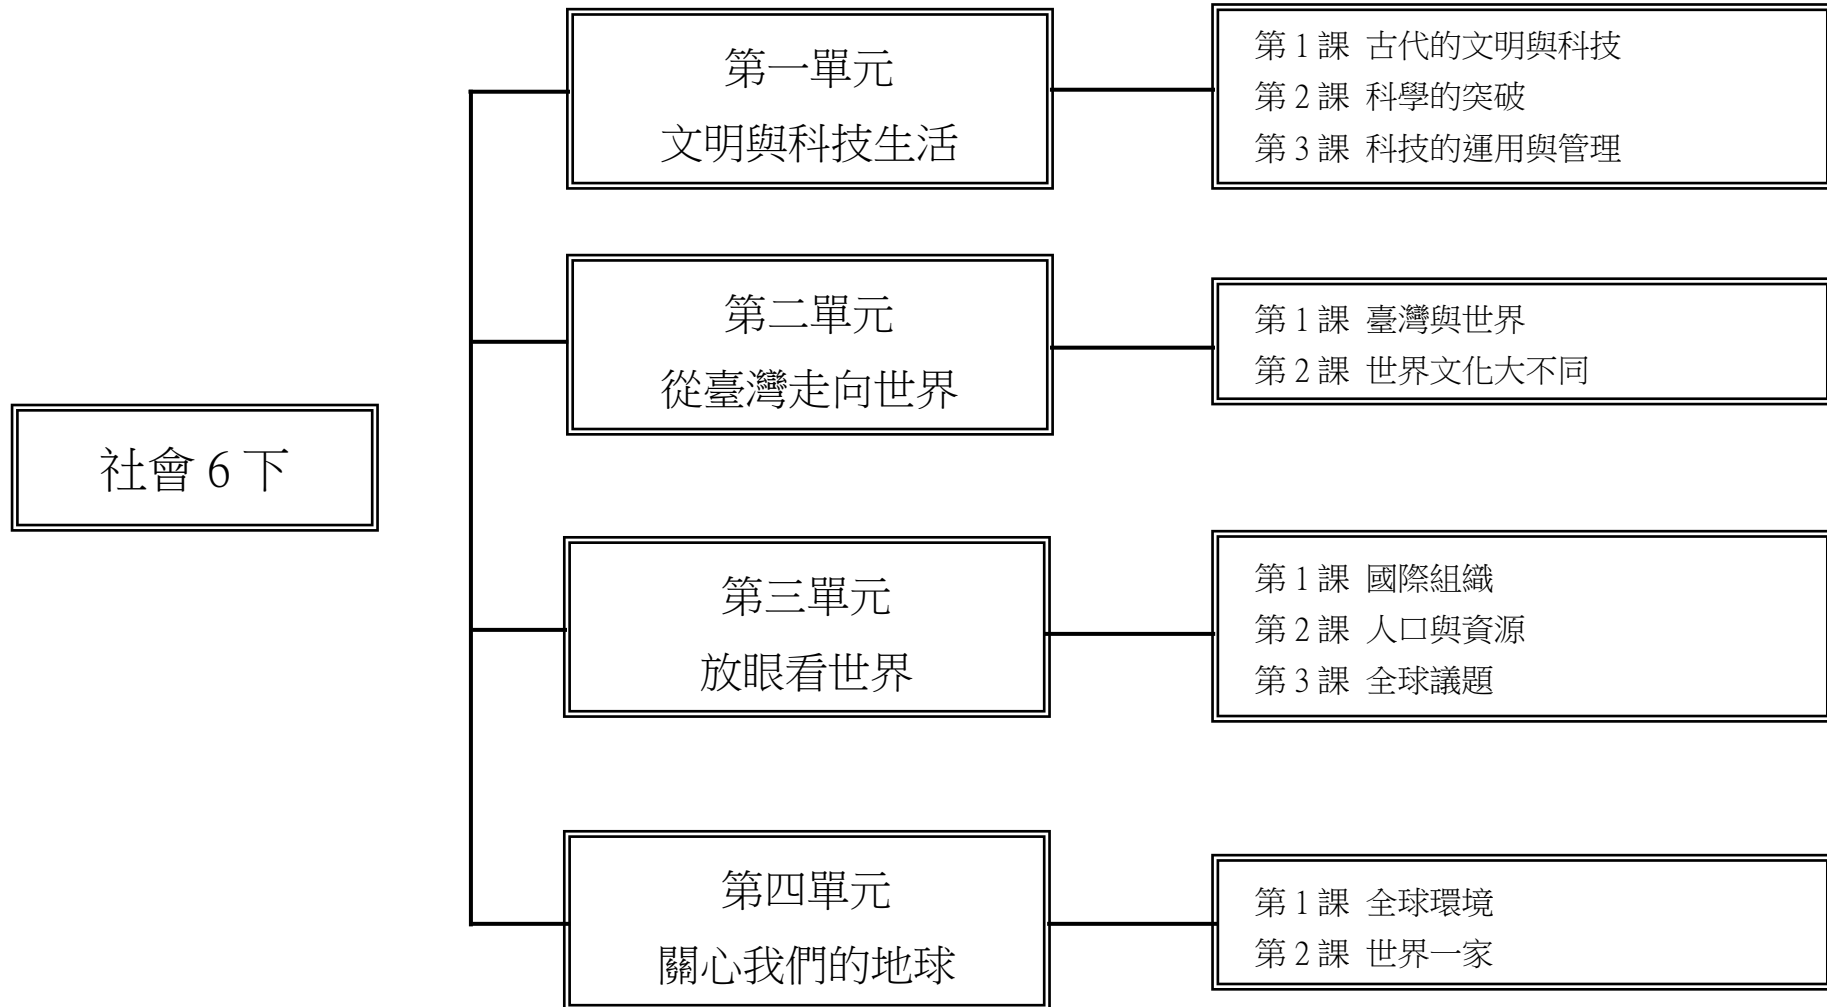 社會 6 下
第一單元
文明與科技生活
第 1 課 古代的文明與科技
第 2 課 科學的突破
第 3 課 科技的運用與管理
第二單元
從臺灣走向世界
第 1 課 臺灣與世界
第 2 課 世界文化大不同
第三單元
放眼看世界
第 1 課 國際組織
第 2 課 人口與資源
第 3 課 全球議題
第四單元
關心我們的地球
第 1 課 全球環境
第 2 課 世界一家